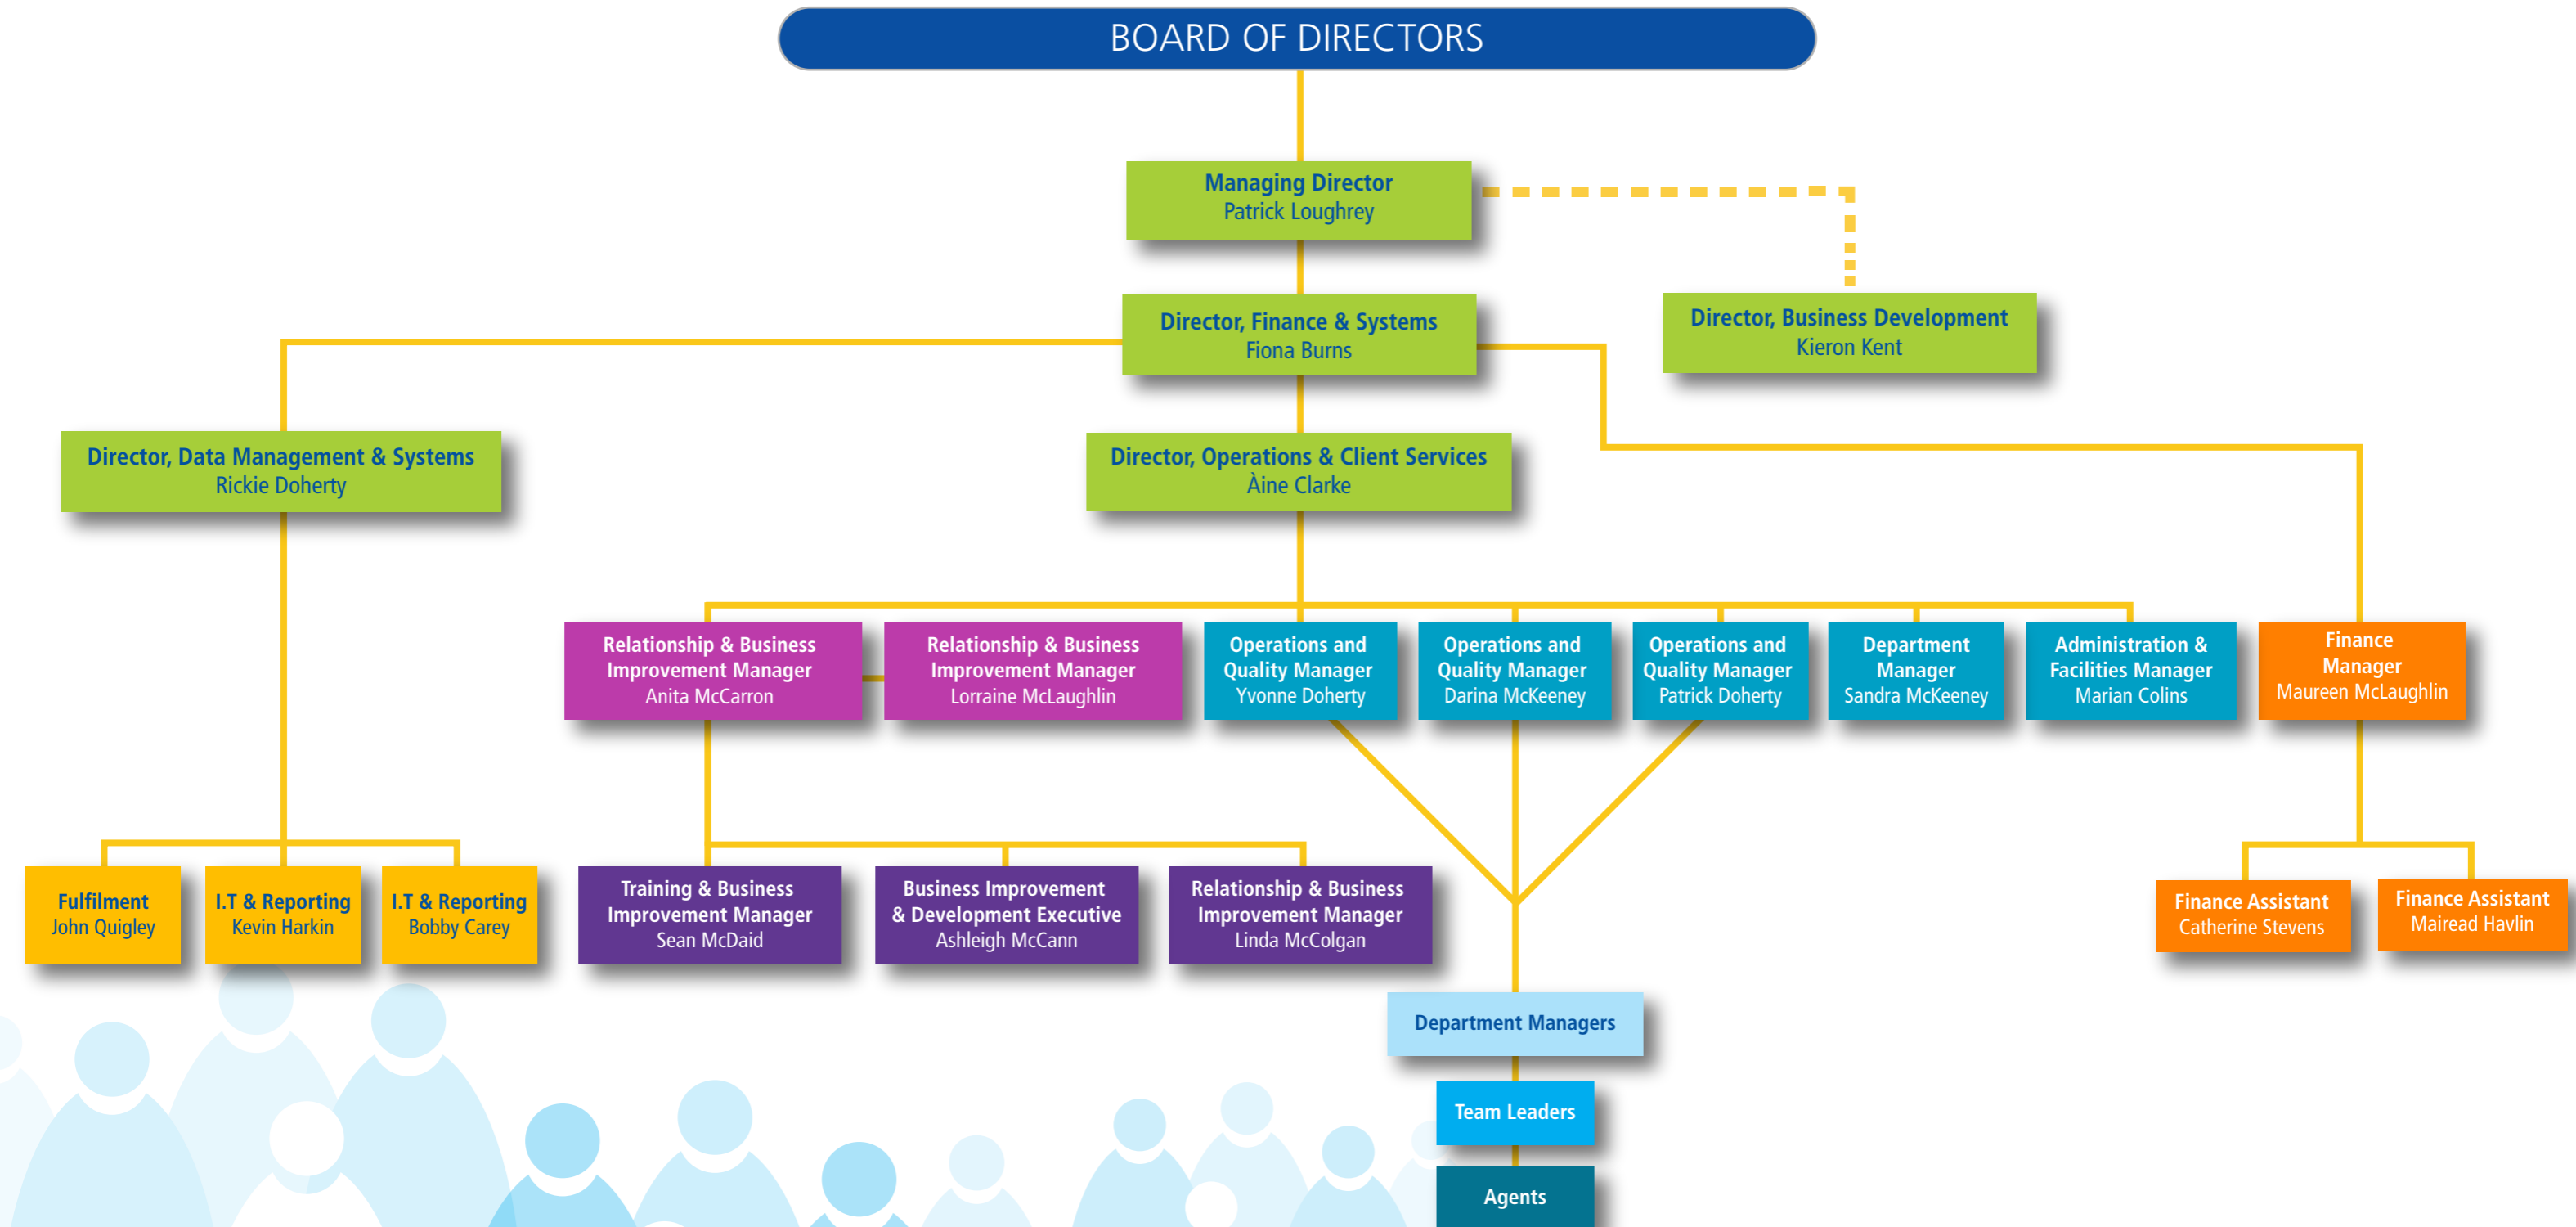 BOARD OF DIRECTORS
Managing Director
Patrick Loughrey
Director, Finance & Systems
Fiona Burns
Director, Business Development
Kieron Kent
Director, Data Management & Systems
Rickie Doherty
Director, Operations & Client Services
Àine Clarke
Relationship & Business
Improvement Manager
Anita McCarron
Relationship & Business
Improvement Manager
Lorraine McLaughlin
Operations and
Quality Manager
Yvonne Doherty
Operations and
Quality Manager
Darina McKeeney
Operations and
Quality Manager
Patrick Doherty
Department
Manager
Sandra McKeeney
Administration &
Facilities Manager
Marian Colins
Finance
Manager
Maureen McLaughlin
Fulfilment
John Quigley
I.T & Reporting
Kevin Harkin
I.T & Reporting
Bobby Carey
Training & Business
Improvement Manager
Sean McDaid
Business Improvement
& Development Executive
Ashleigh McCann
Relationship & Business
Improvement Manager
Linda McColgan
Finance Assistant
Catherine Stevens
Finance Assistant
Mairead Havlin
Department Managers
Team Leaders
Agents